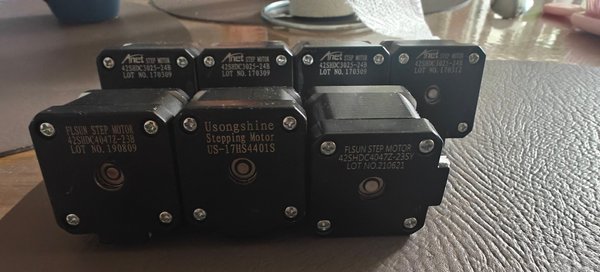 Anet STEP MOTOR
42SHDC3025-24B
LOT NO. 170309
Anet STEP MOTOR
42SHDC3025-24B
LOT NO. 170309
Anet STEP MOTOR
42SHDC3025-24B
LOT NO. 170309
Anet STEP MOTOR
42SHDC3025-24B
LOT NO. 170312
FLSUN STEP MOTOR
42SHDC4047Z-23B
LOT NO.190809
Usongshine
Stepping Motor
US-17HS4401S
FLSUN STEP MOTOR
42SHDC4047Z-23SY
LOT NO.210621